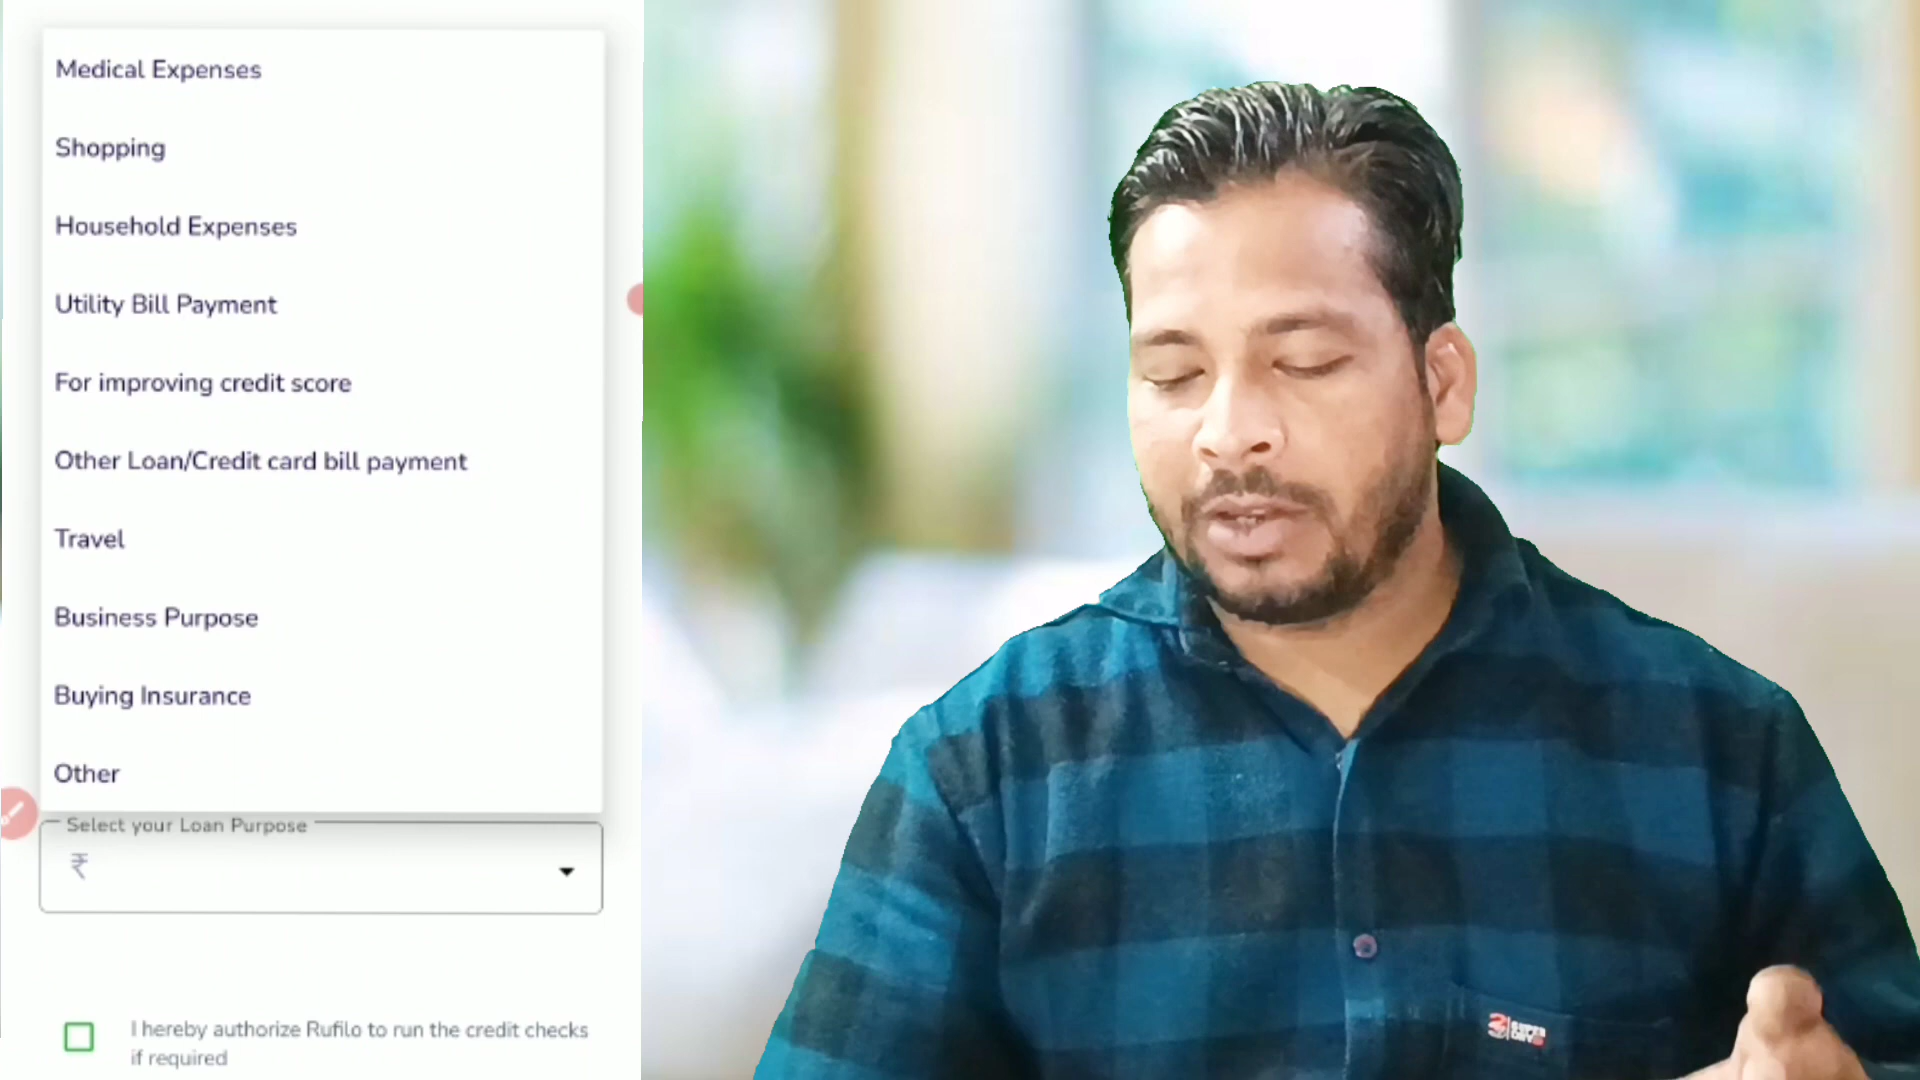 Medical Expenses
Shopping
Household Expenses
Utility Bill Payment
For improving credit score
Other Loan/Credit card bill payment
Travel
Business Purpose
Buying Insurance
Other
Select your Loan Purpose
₹
I hereby authorize Rufilo to run the credit checks
if required
SUPER